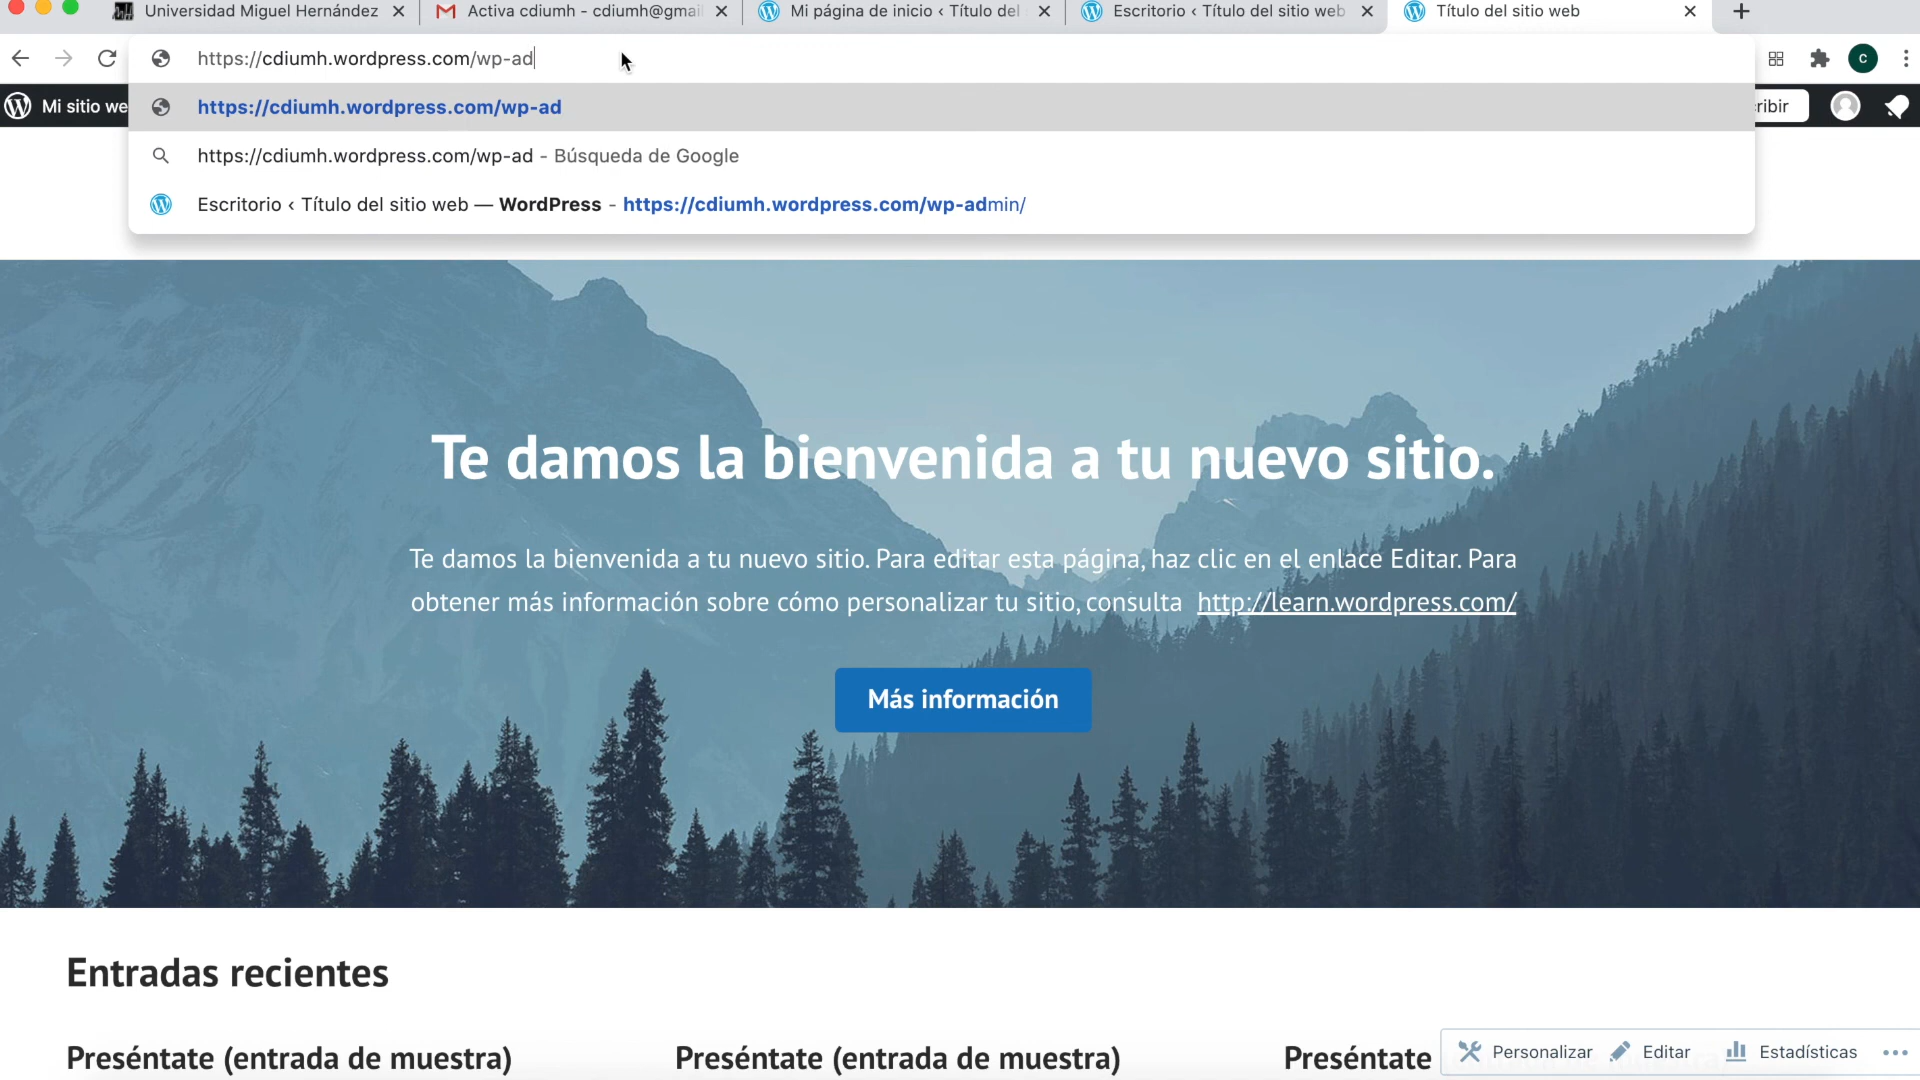 Universidad Miguel Hernández
Activa cdiumh - cdiumh@gmail
Mi página de inicio ‹ Título del
Escritorio ‹ Título del sitio web
Título del sitio web
https://cdiumh.wordpress.com/wp-ad
Mi sitio we
https://cdiumh.wordpress.com/wp-ad
ribir
https://cdiumh.wordpress.com/wp-ad - Búsqueda de Google
Escritorio ‹ Título del sitio web — WordPress - https://cdiumh.wordpress.com/wp-admin/
Te damos la bienvenida a tu nuevo sitio.
Te damos la bienvenida a tu nuevo sitio. Para editar esta página, haz clic en el enlace Editar. Para
obtener más información sobre cómo personalizar tu sitio, consulta http://learn.wordpress.com/
Más información
Entradas recientes
Preséntate (entrada de muestra)
Preséntate (entrada de muestra)
Preséntate
Personalizar
Editar
Estadísticas